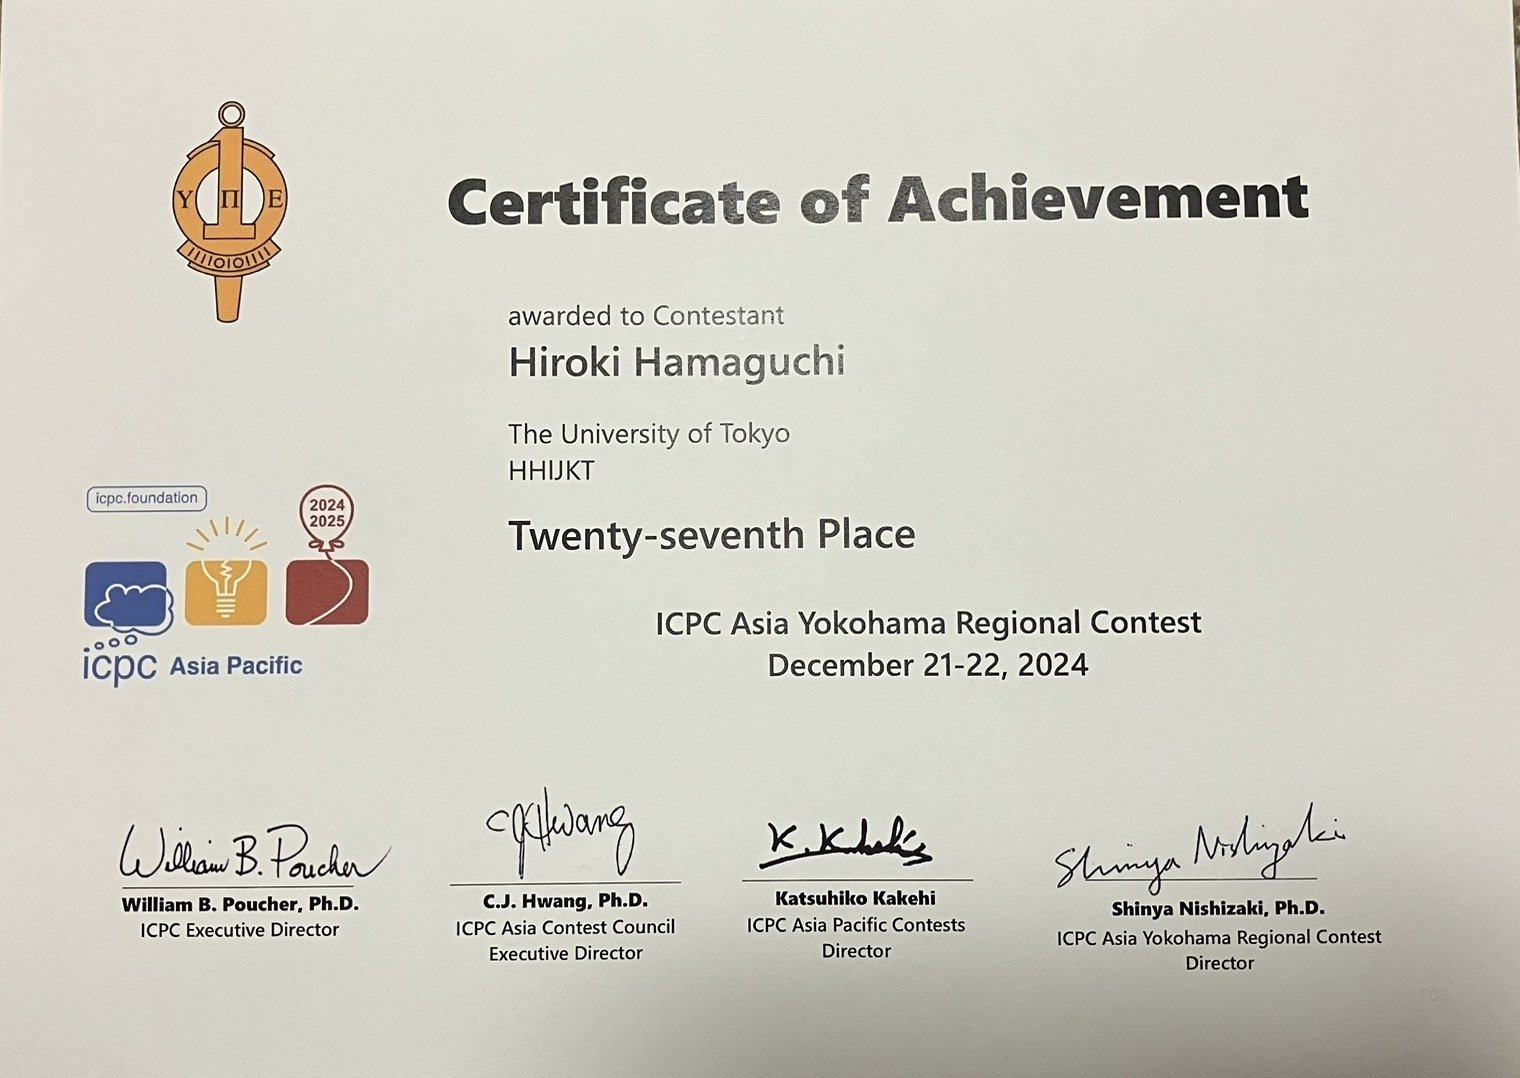 Υ Π Ε
1111101011111
Certificate of Achievement
awarded to Contestant
Hiroki Hamaguchi
The University of Tokyo
HHIJKT
Twenty-seventh Place
ICPC Asia Yokohama Regional Contest
December 21-22, 2024
icpc.foundation
2024
2025
icpc Asia Pacific
William B. Poucher
William B. Poucher, Ph.D.
ICPC Executive Director
CJ Hwang
C.J. Hwang, Ph.D.
ICPC Asia Contest Council
Executive Director
K. Kakehi
Katsuhiko Kakehi
ICPC Asia Pacific Contests
Director
Shinya Nishizaki
Shinya Nishizaki, Ph.D.
ICPC Asia Yokohama Regional Contest
Director